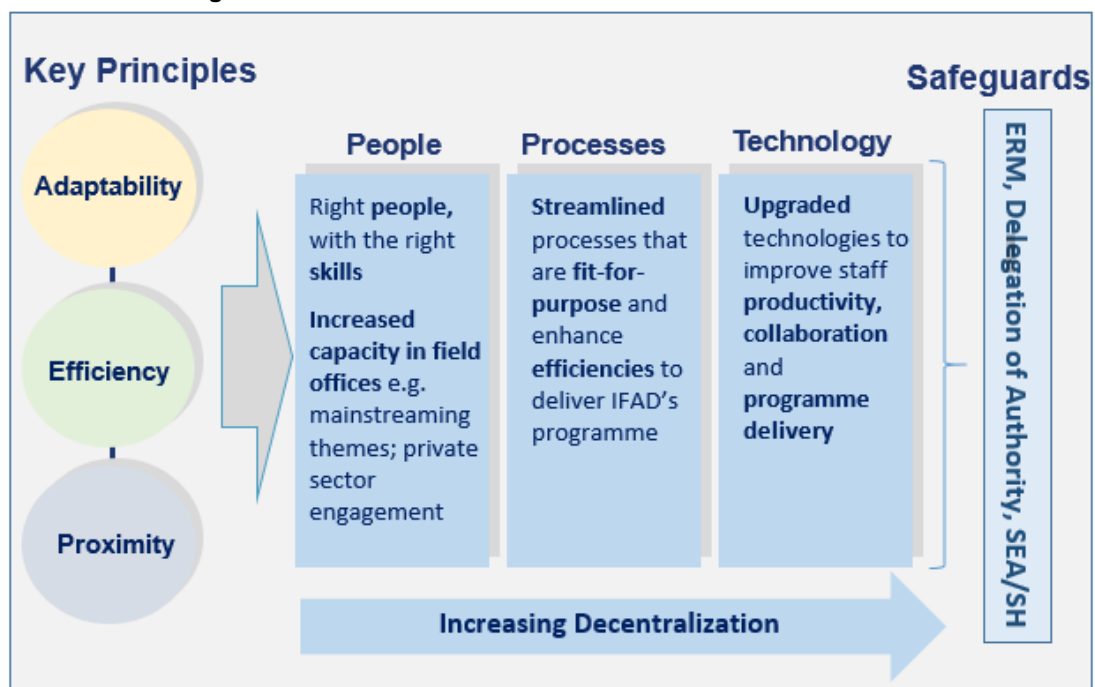 Key Principles
Adaptability
Efficiency
Proximity
People
Right people,
with the right
skills
Increased
capacity in field
offices e.g.
mainstreaming
themes; private
sector
engagement
Processes
Streamlined
processes that
are fit-for-
purpose and
enhance
efficiencies to
deliver IFAD's
programme
Technology
Upgraded
technologies to
improve staff
productivity,
collaboration
and
programme
delivery
Increasing Decentralization
Safeguards
ERM, Delegation of Authority, SEA/SH